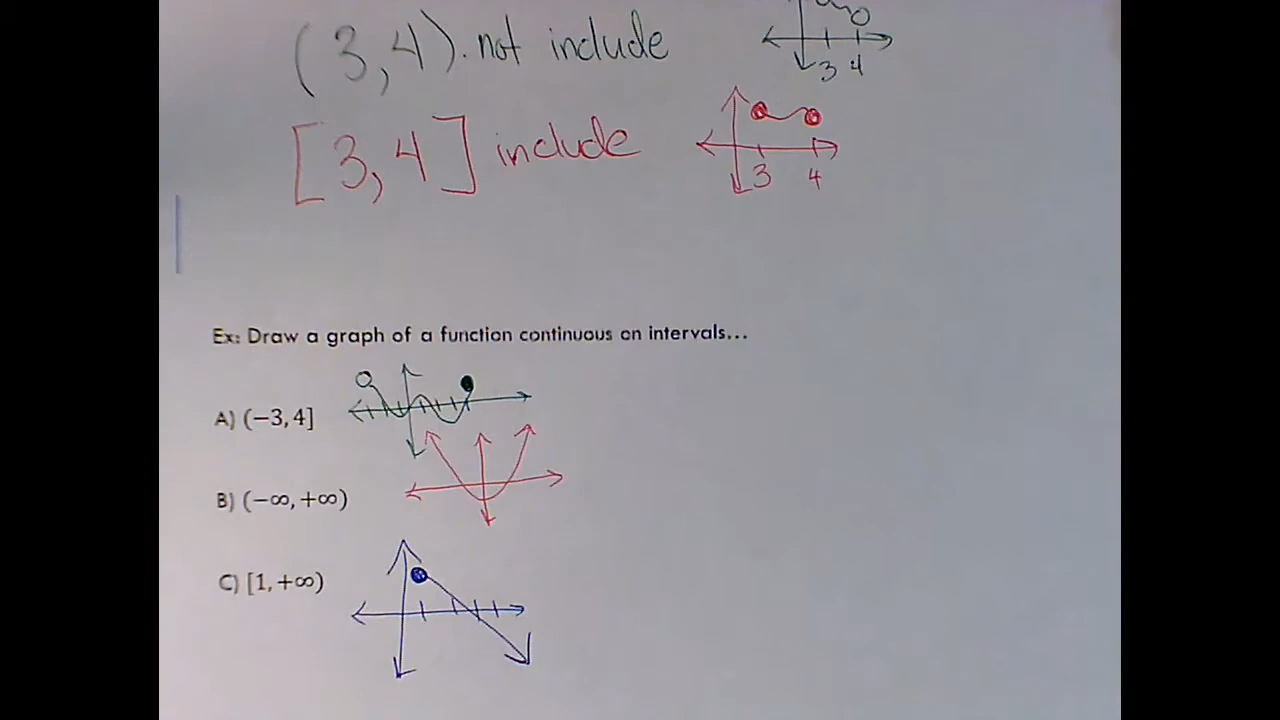 (3,4). not include
3 4
[3,4] include
3 4
Ex: Draw a graph of a function continuous on intervals...
A) (−3,4]
B) (−∞,+∞)
C) [1,+∞)